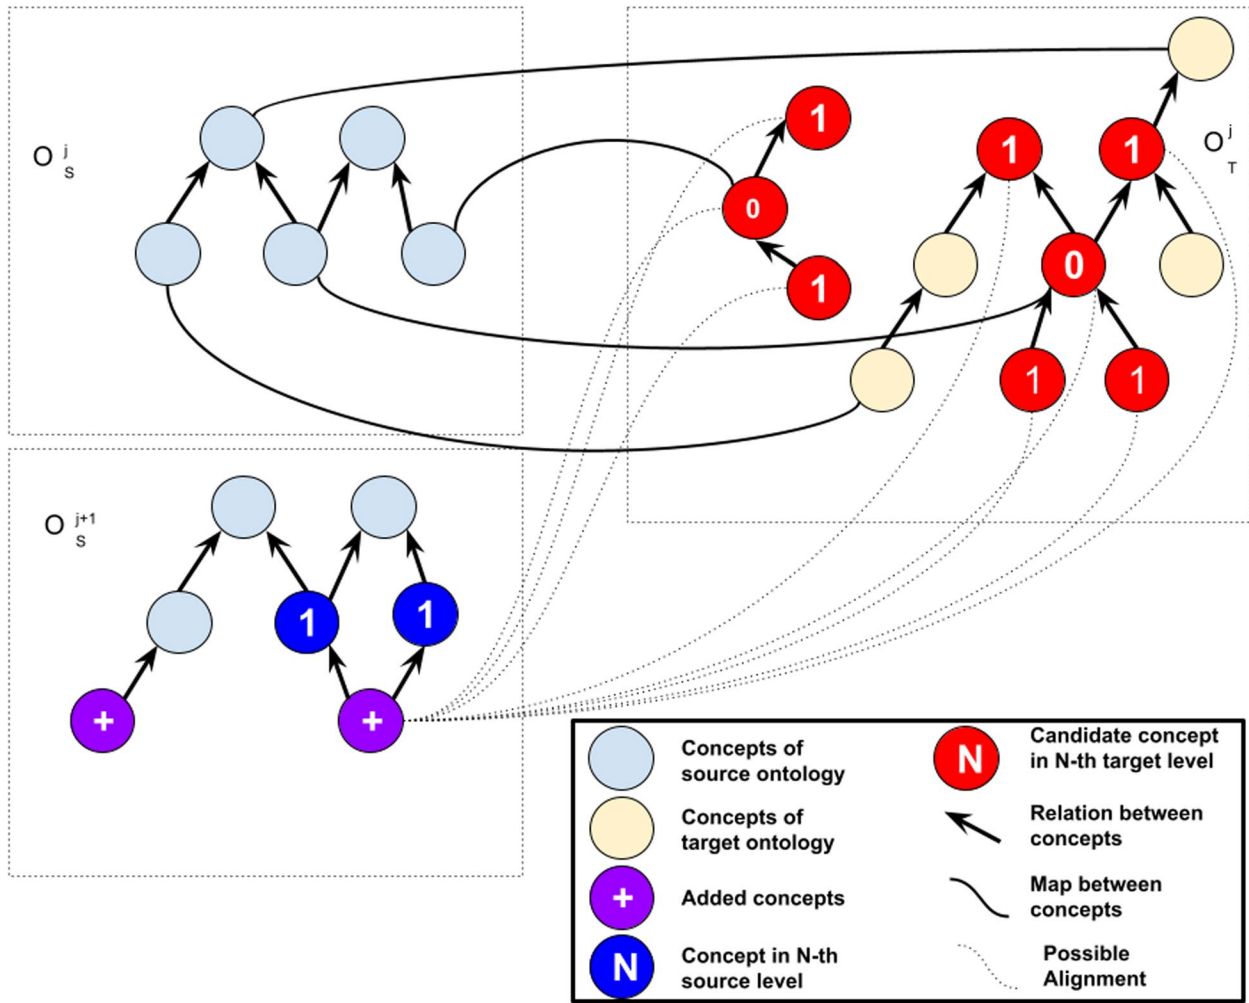 O j S
1
1
1
O j T
0
0
1
1
1
O j+1 S
1
1
+
+
Concepts of
source ontology
Concepts of
target ontology
+
Added concepts
N
Concept in N-th
source level
N
Candidate concept
in N-th target level
Relation between
concepts
Map between
concepts
Possible
Alignment